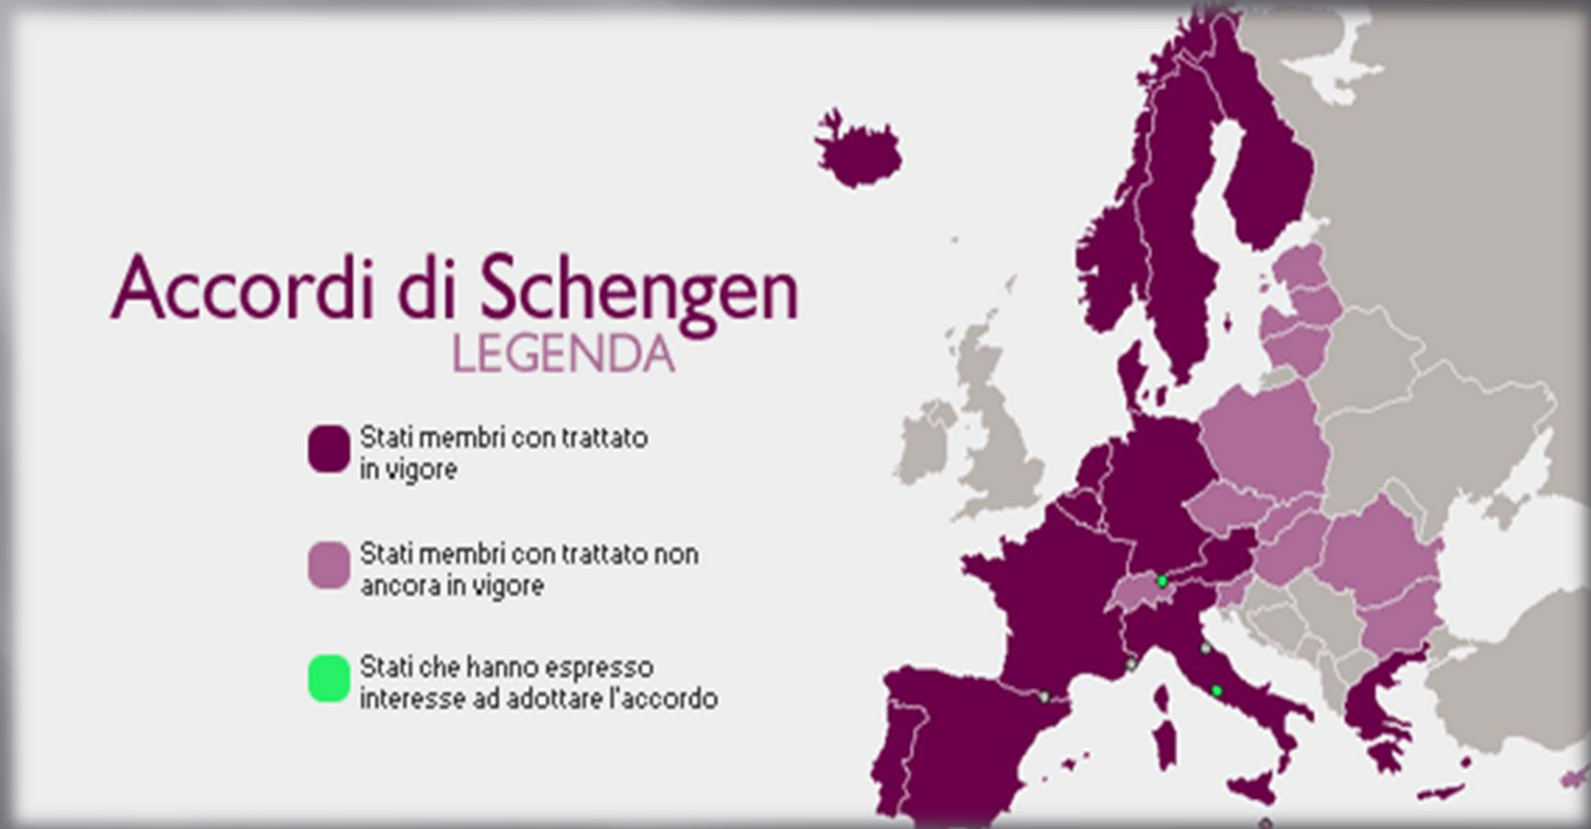 Accordi di Schengen
LEGENDA
Stati membri con trattato
in vigore
Stati membri con trattato non
ancora in vigore
Stati che hanno espresso
interesse ad adottare l'accordo